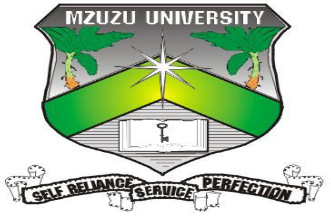 MZUZU UNIVERSITY
SELF RELIANCE SERVICE PERFECTION